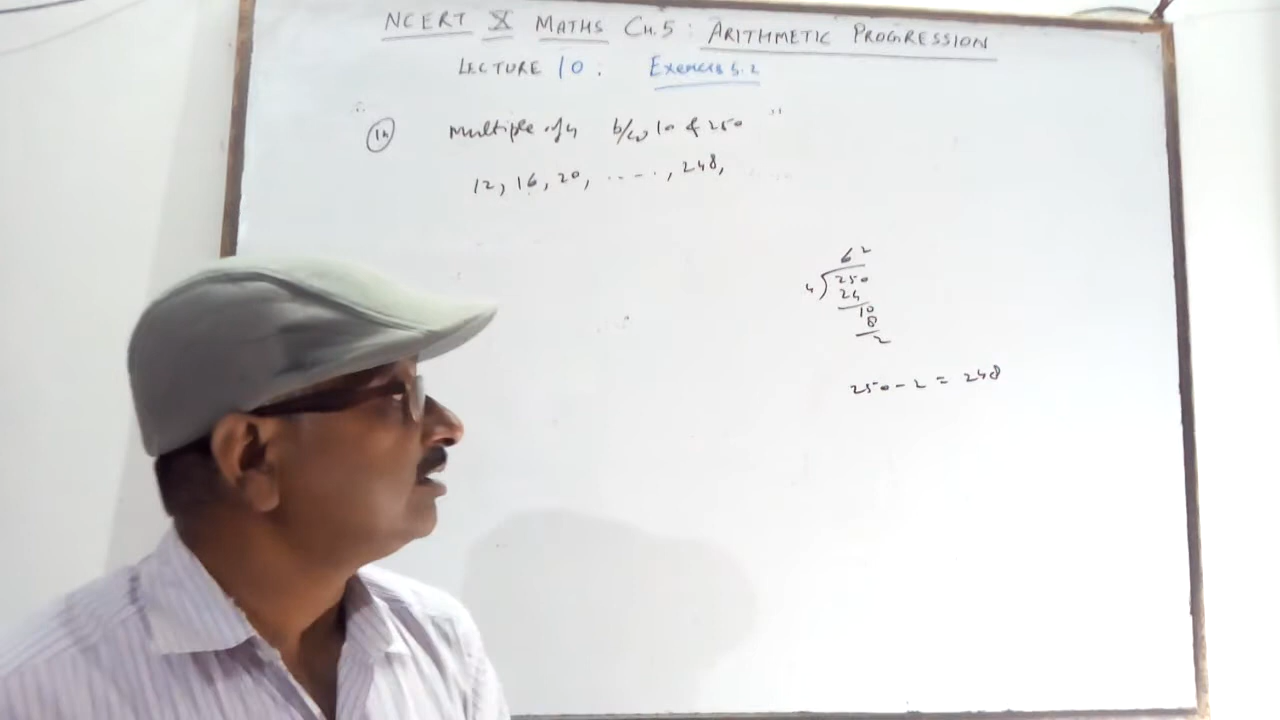 NCERT X MATHS CH.5: ARITHMETIC PROGRESSION
LECTURE 10: Exercise 5.2
14 Multiple of 4 b/w 10 & 250
12, 16, 20, ....., 248,
62
4 ) 250
24
10
8
2
250 - 2 = 248